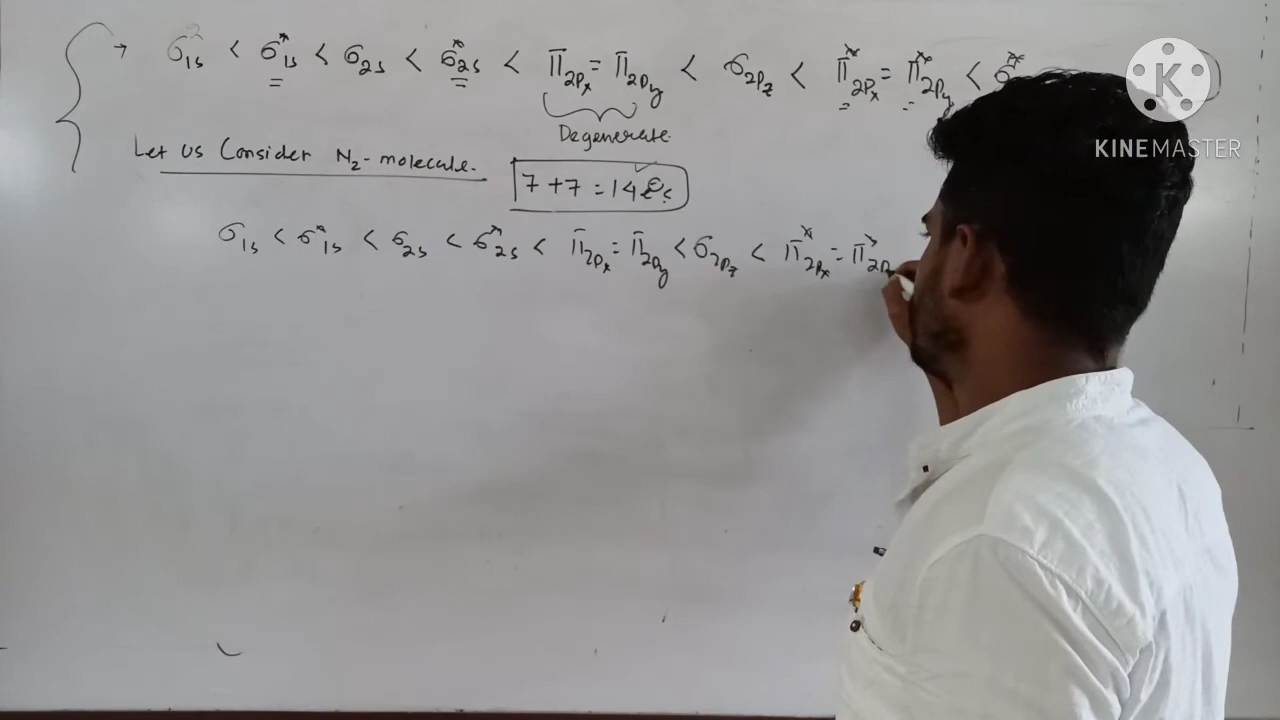 → σ1s < σ*1s < σ2s < σ*2s < π2Px = π2Py < σ2Pz < π*2Px = π*2Py < σ*
Degenerate
Let us Consider N2-molecule. 7+7=14e̅s
σ1s < σ*1s < σ2s < σ*2s < π2Px = π2Py < σ2Pz < π*2Px = π*2P
KINEMASTER